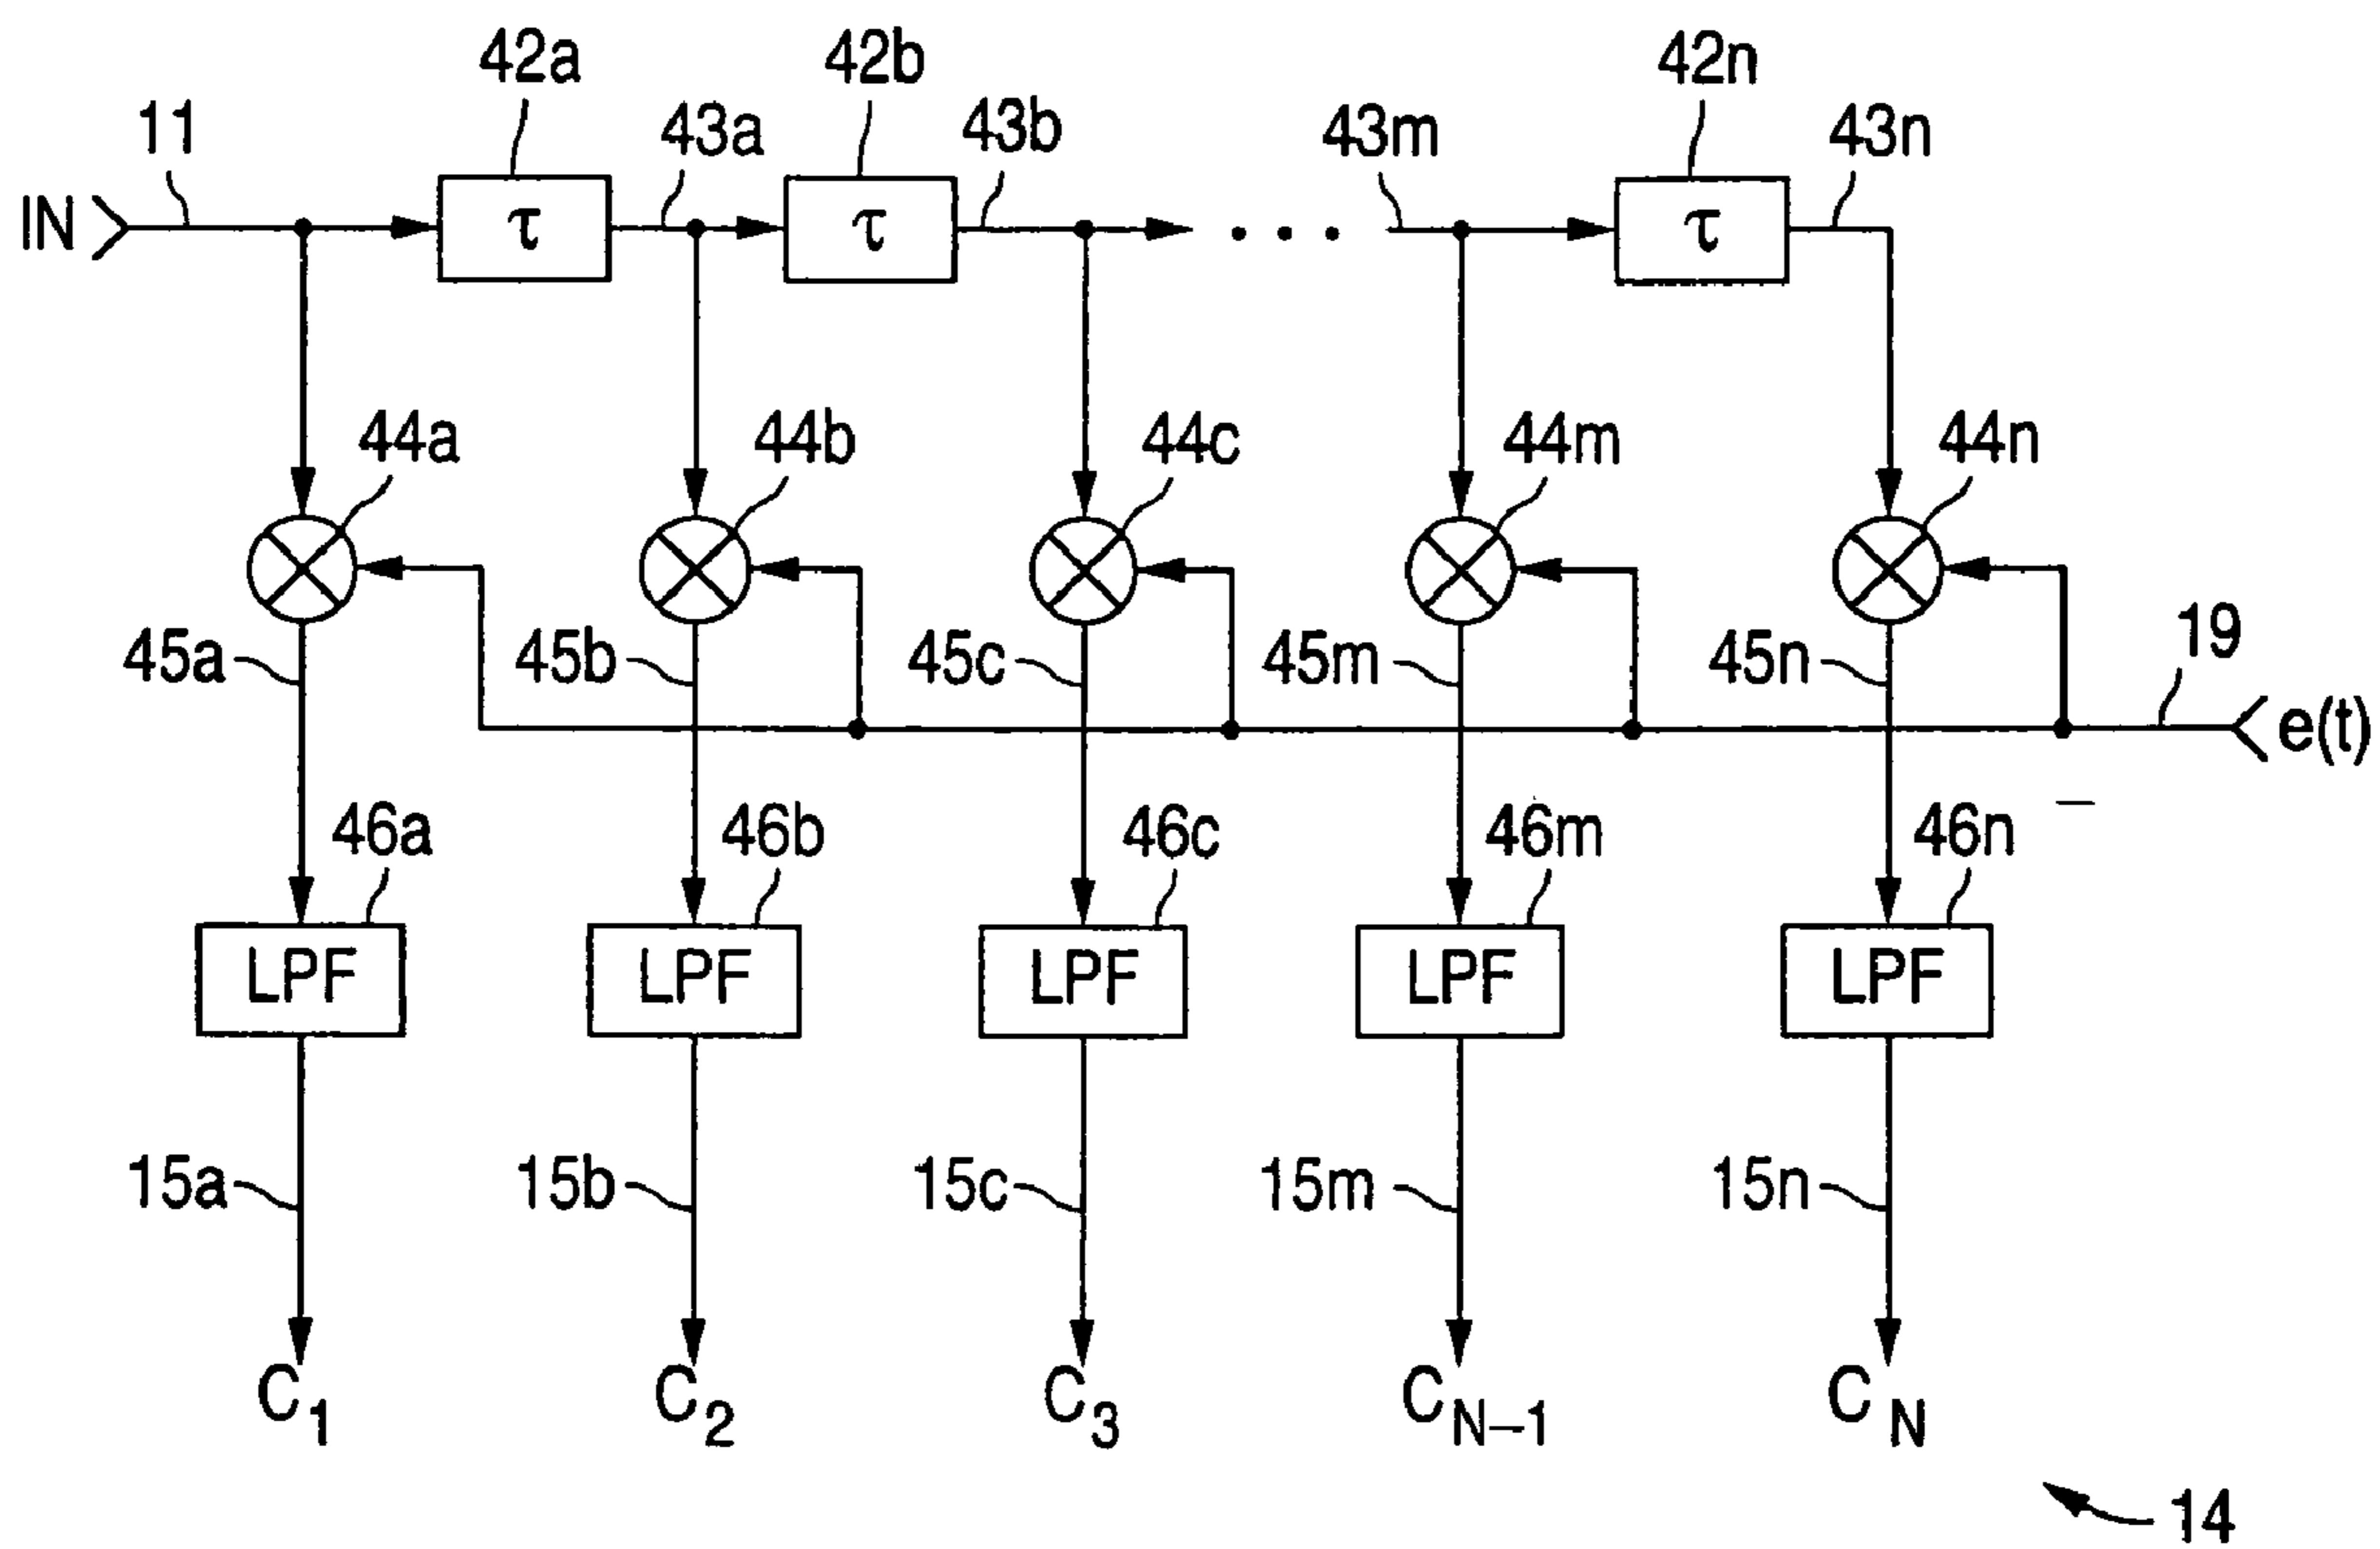 42a 42b 42n
11 43a 43b 43m 43n
IN τ τ • • • τ
44a 44b 44c 44m 44n
45a 45b 45c 45m 45n 19
e(t)
46a 46b 46c 46m 46n
LPF LPF LPF LPF LPF
15a 15b 15c 15m 15n
C1 C2 C3 CN–1 CN
14